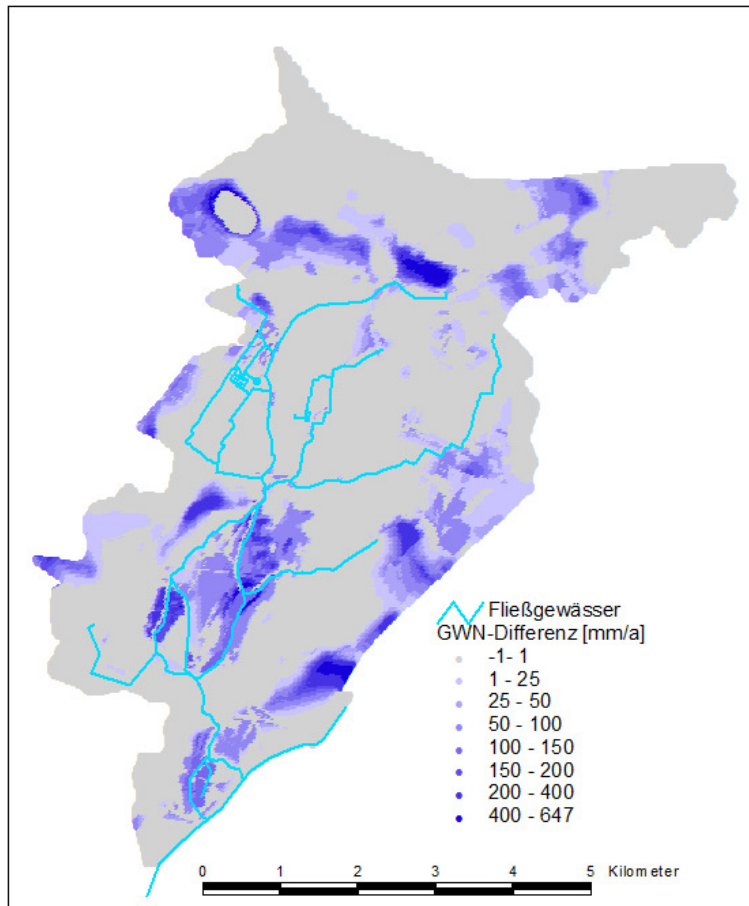 Fließgewässer
GWN-Differenz [mm/a]
-1- 1
1 - 25
25 - 50
50 - 100
100 - 150
150 - 200
200 - 400
400 - 647
0 1 2 3 4 5 Kilometer